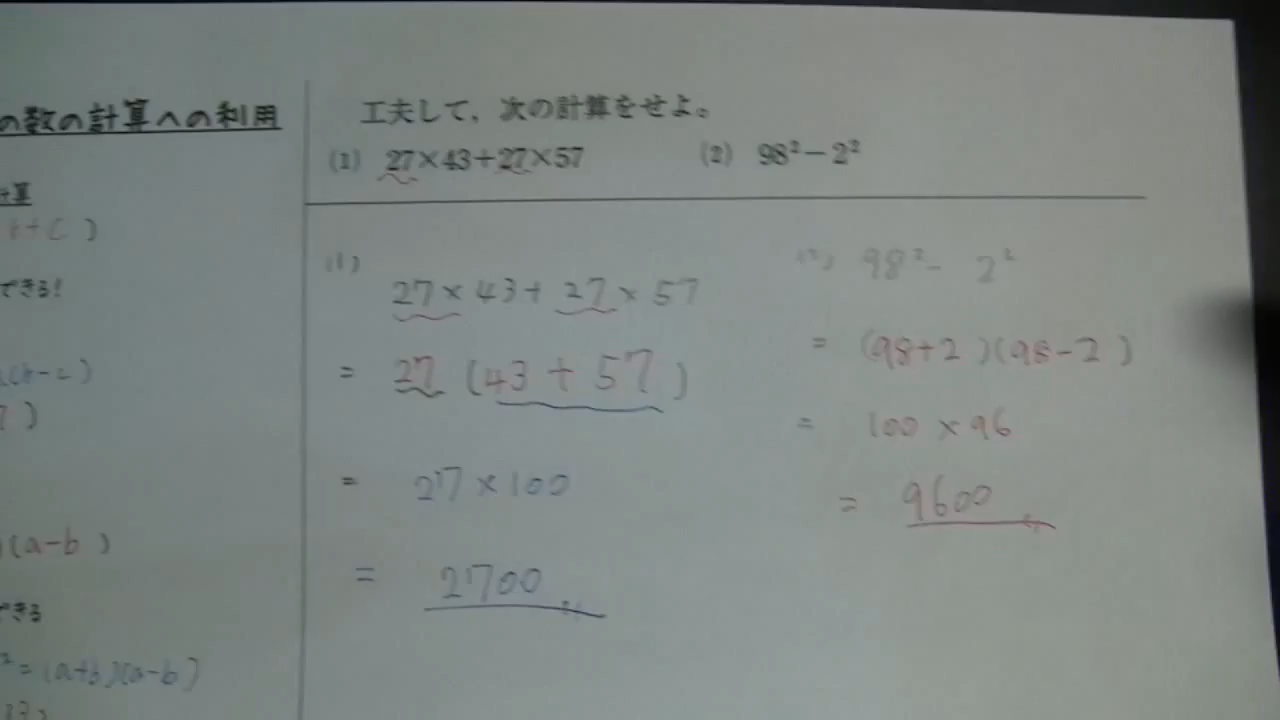 の数の計算への利用
計算
+C)
できる!
(b-c)
)
(a-b)
できる
²=(a+b)(a-b)
工夫して,次の計算をせよ。
(1) 27×43+27×57
(2) 98²-2²
(1)
27×43+27×57
= 27(43+57)
= 27×100
= 2700
(2) 98²- 2²
= (98+2)(98-2)
= 100×96
= 9600